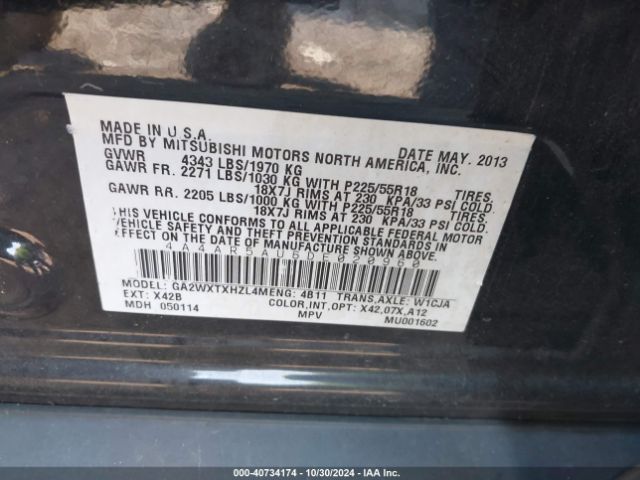 MADE IN U.S.A. DATE MAY. 2013
MFD BY MITSUBISHI MOTORS NORTH AMERICA, INC.
GVWR 4343 LBS/1970 KG
GAWR FR. 2271 LBS/1030 KG WITH P225/55R18 TIRES,
18X7J RIMS AT 230 KPA/33 PSI COLD.
GAWR RR. 2205 LBS/1000 KG WITH P225/55R18 TIRES,
18X7J RIMS AT 230 KPA/33 PSI COLD.
THIS VEHICLE CONFORMS TO ALL APPLICABLE FEDERAL MOTOR
VEHICLE SAFETY AND THEFT PREVENTION STANDARDS IN
EFFECT ON THE DATE OF MANUFACTURE SHOWN ABOVE.
4A4AR5AU6DE020960
MODEL: GA2WXTXHZL4M ENG: 4B11 TRANS,AXLE: W1CJA
EXT: X42B COLOR,INT,OPT: X42,07X,A12
MDH 050114 MPV MU001602
000-40734174 | 10/30/2024 - IAA Inc.